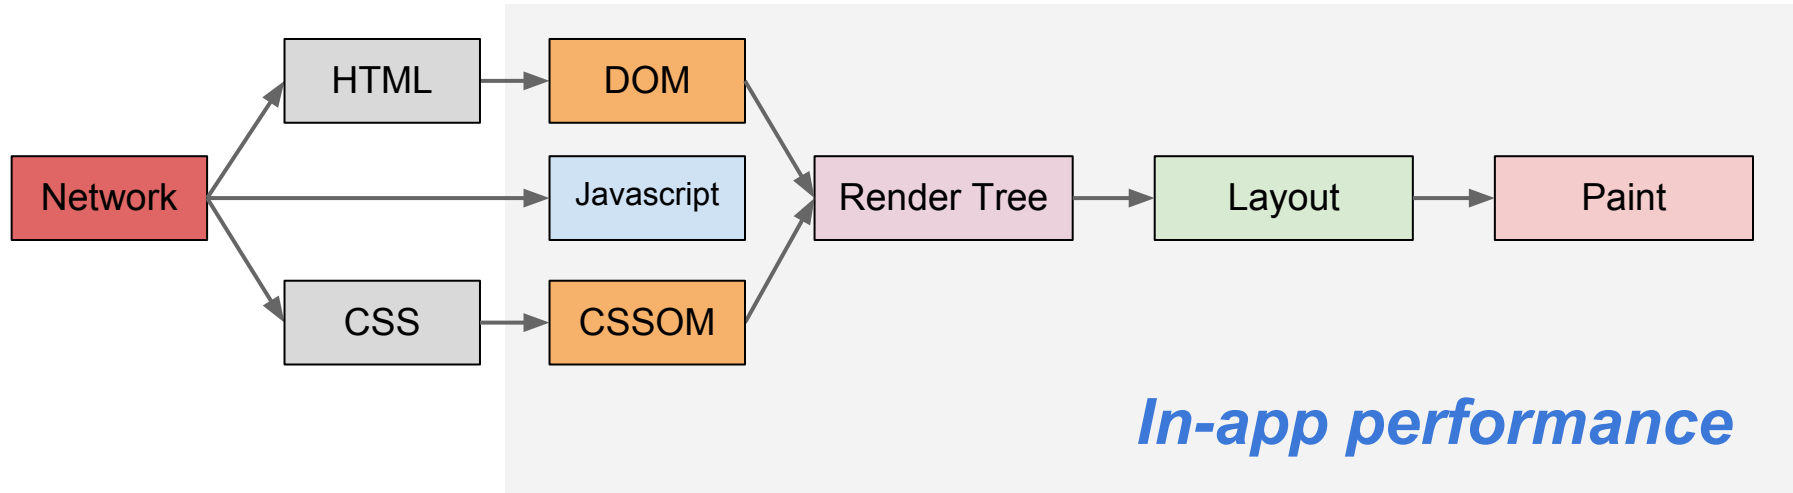 HTML
DOM
Network
Javascript
Render Tree
Layout
Paint
CSS
CSSOM
In-app performance